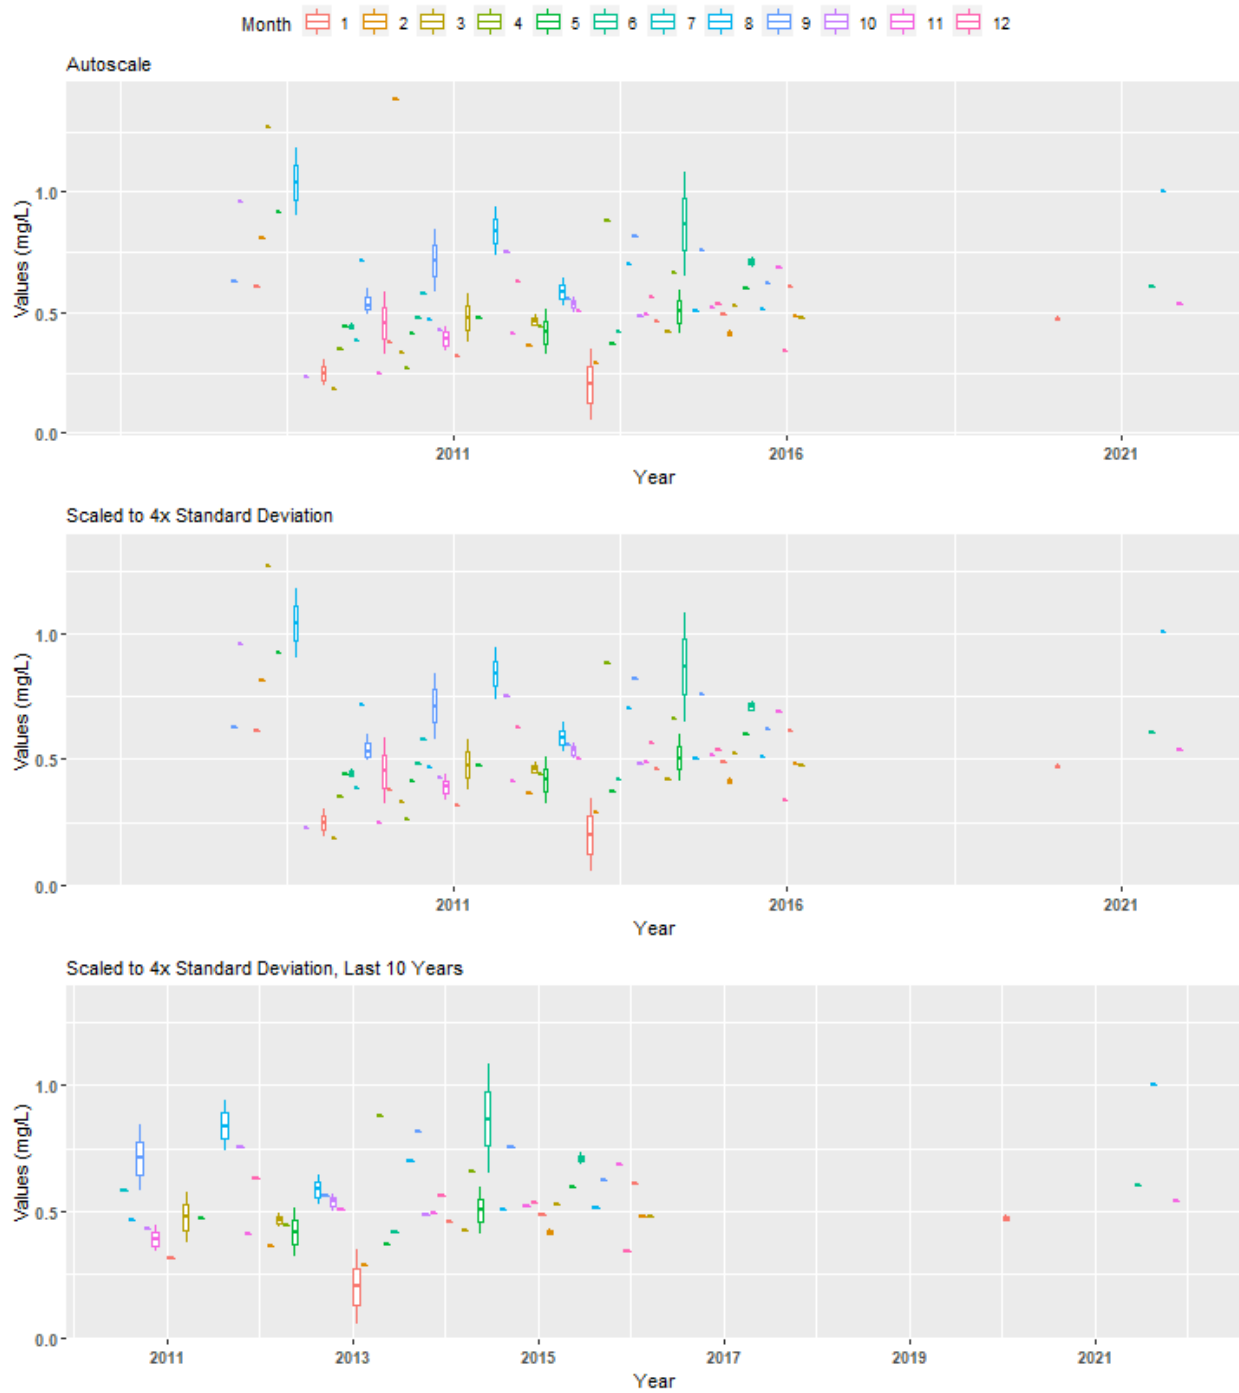 Month 1 2 3 4 5 6 7 8 9 10 11 12
Autoscale
Values (mg/L)
1.0
0.5
0.0
2011 2016 2021
Year
Scaled to 4x Standard Deviation
Values (mg/L)
1.0
0.5
0.0
2011 2016 2021
Year
Scaled to 4x Standard Deviation, Last 10 Years
Values (mg/L)
1.0
0.5
0.0
2011 2013 2015 2017 2019 2021
Year